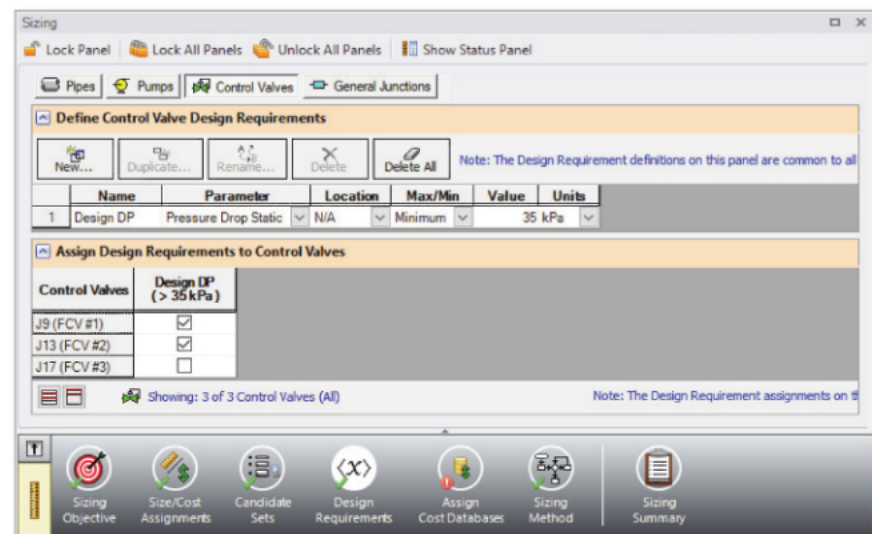 Sizing
Lock Panel Lock All Panels Unlock All Panels Show Status Panel
Pipes Pumps Control Valves General Junctions
Define Control Valve Design Requirements
New... Duplicate... Rename... Delete Delete All Note: The Design Requirement definitions on this panel are common to all
Name Parameter Location Max/Min Value Units
1 Design DP Pressure Drop Static N/A Minimum 35 kPa
Assign Design Requirements to Control Valves
Control Valves Design DP
(> 35 kPa)
J9 (FCV #1)
J13 (FCV #2)
J17 (FCV #3)
Showing: 3 of 3 Control Valves (All) Note: The Design Requirement assignments on
Sizing Size/Cost Candidate Design Assign Sizing Sizing
Objective Assignments Sets Requirements Cost Databases Method Summary